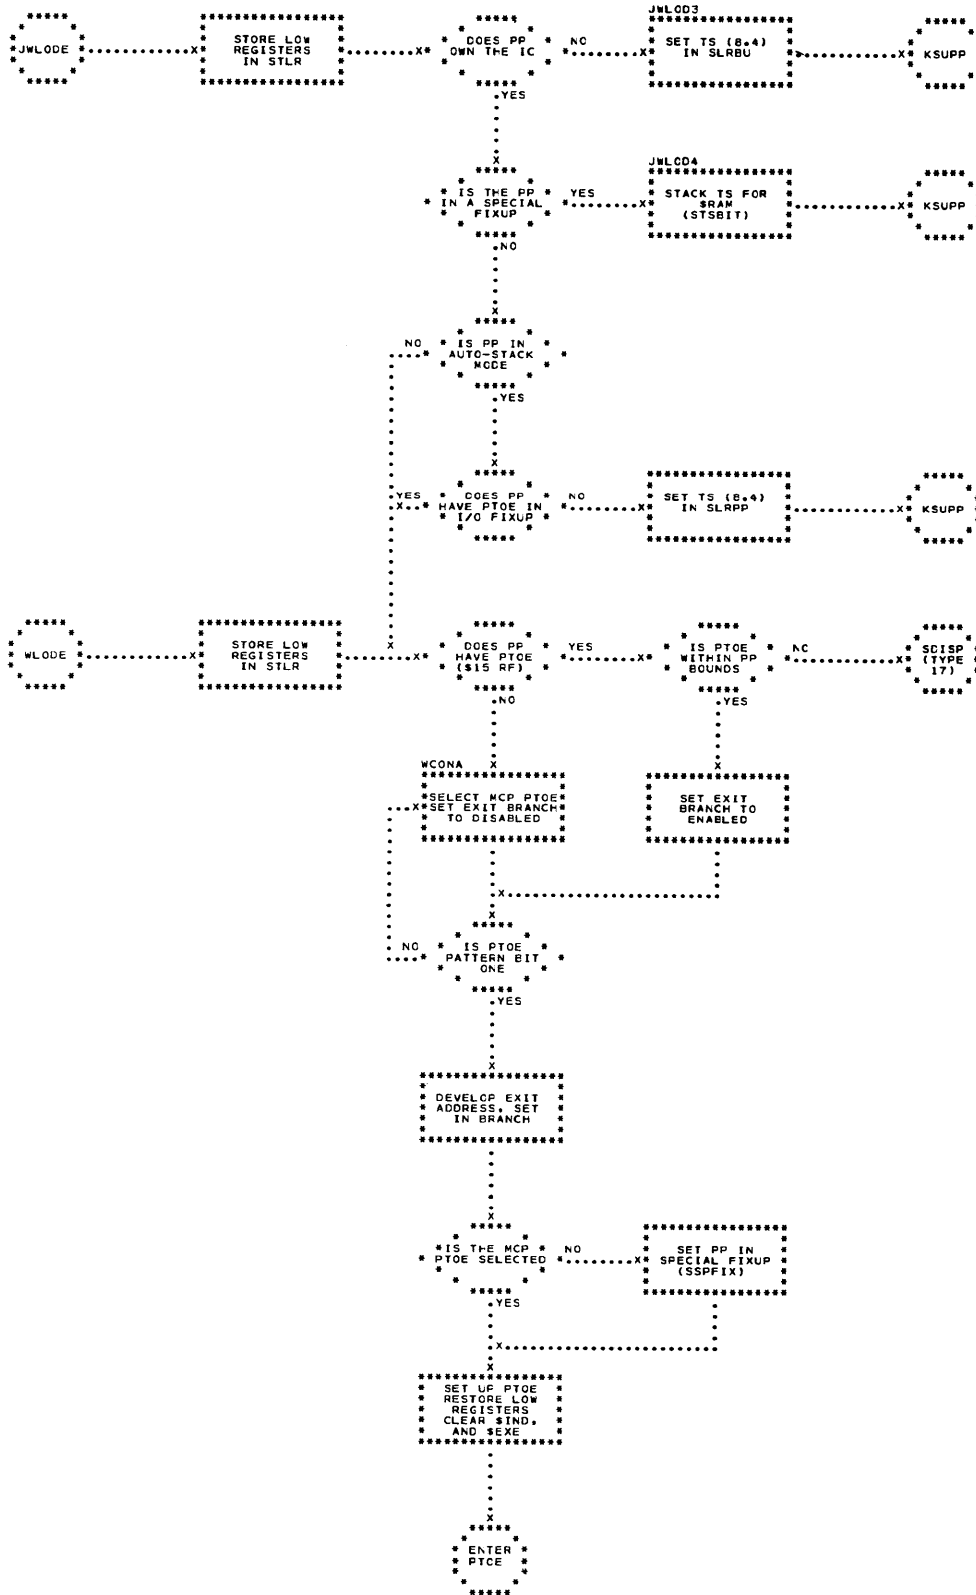 JWLODE
STORE LOW
REGISTERS
IN STLR
DOES PP
OWN THE IC
NO
JWLOD3
SET TS (8.4)
IN SLRBU
KSUPP
YES
IS THE PP
IN A SPECIAL
FIXUP
YES
JWLCD4
STACK TS FOR
$RAM
(STSBIT)
KSUPP
NO
NO
IS PP IN
AUTO-STACK
MODE
YES
YES
DOES PP
HAVE PTOE IN
I/O FIXUP
NO
SET TS (8.4)
IN SLRPP
KSUPP
WLODE
STORE LOW
REGISTERS
IN STLR
DOES PP
HAVE PTOE
($15 RF)
YES
IS PTOE
WITHIN PP
BOUNDS
NC
SDISP
(TYPE
17)
NO
YES
WCONA
SELECT MCP PTOE
SET EXIT BRANCH
TO DISABLED
SET EXIT
BRANCH TO
ENABLED
NO
IS PTOE
PATTERN BIT
ONE
YES
DEVELOP EXIT
ADDRESS, SET
IN BRANCH
IS THE MCP
PTOE SELECTED
NO
SET PP IN
SPECIAL FIXUP
(SSPFIX)
YES
SET UP PTOE
RESTORE LOW
REGISTERS
CLEAR $IND,
AND $EXE
ENTER
PTCE